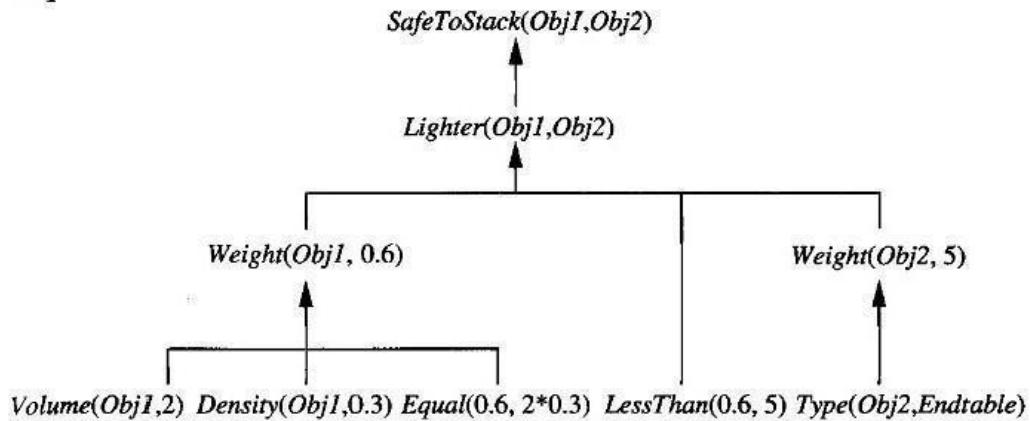 SafeToStack(Obj1,Obj2)
Lighter(Obj1,Obj2)
Weight(Obj1, 0.6) Weight(Obj2, 5)
Volume(Obj1,2) Density(Obj1,0.3) Equal(0.6, 2*0.3) LessThan(0.6, 5) Type(Obj2,Endtable)